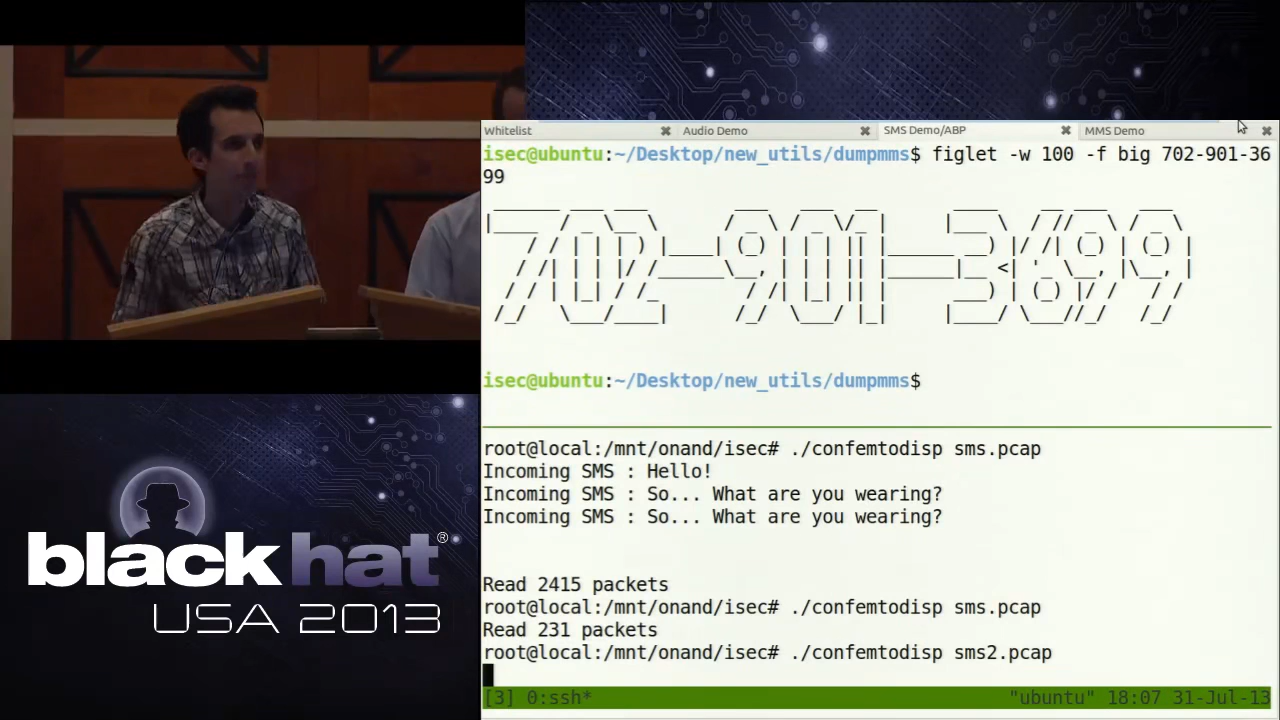 Whitelist
Audio Demo
SMS Demo/ABP
MMS Demo
isec@ubuntu:~/Desktop/new_utils/dumpmms$ figlet -w 100 -f big 702-901-36
99
702-901-3699
isec@ubuntu:~/Desktop/new_utils/dumpmms$
root@local:/mnt/onand/isec# ./confemtodisp sms.pcap
Incoming SMS : Hello!
Incoming SMS : So... What are you wearing?
Incoming SMS : So... What are you wearing?
Read 2415 packets
root@local:/mnt/onand/isec# ./confemtodisp sms.pcap
Read 231 packets
root@local:/mnt/onand/isec# ./confemtodisp sms2.pcap
[3] 0:ssh* "ubuntu" 18:07 31-Jul-13
blackhat®
USA 2013